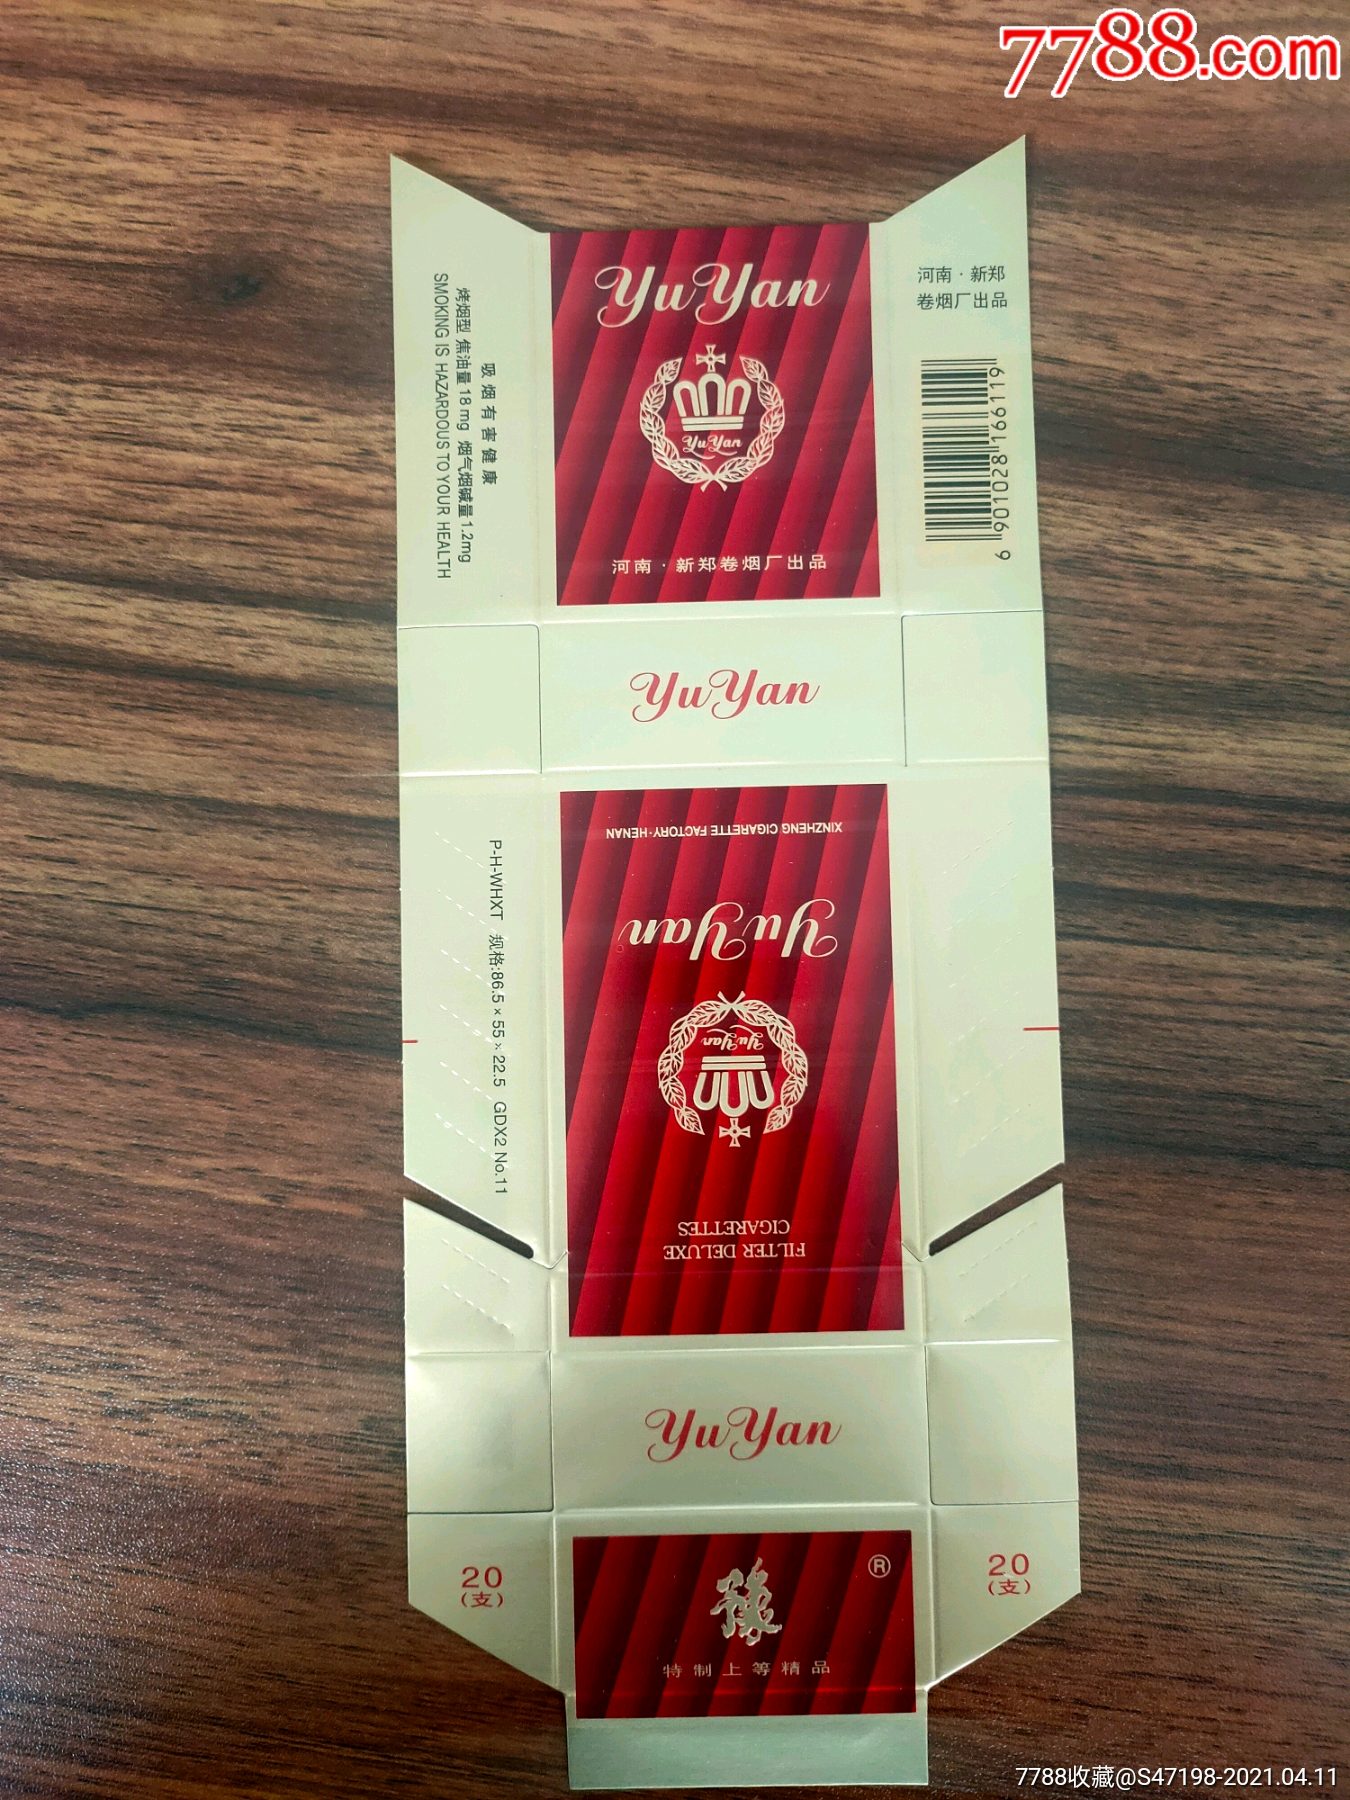 7788.com
YuYan
YuYan
河南·新郑卷烟厂出品
吸烟有害健康
烤烟型 焦油量18mg 烟气烟碱量1.2mg
SMOKING IS HAZARDOUS TO YOUR HEALTH
河南·新郑
卷烟厂出品
6901028166119
YuYan
XINZHENG CIGARETTE FACTORY·HENAN
YuYan
YuYan
FILTER DELUXE
CIGARETTES
P-H-WHXT 规格:86.5×55×22.5 GDX2 No.11
YuYan
20
(支)
豫
®
特制上等精品
20
(支)
7788收藏@S47198-2021.04.11